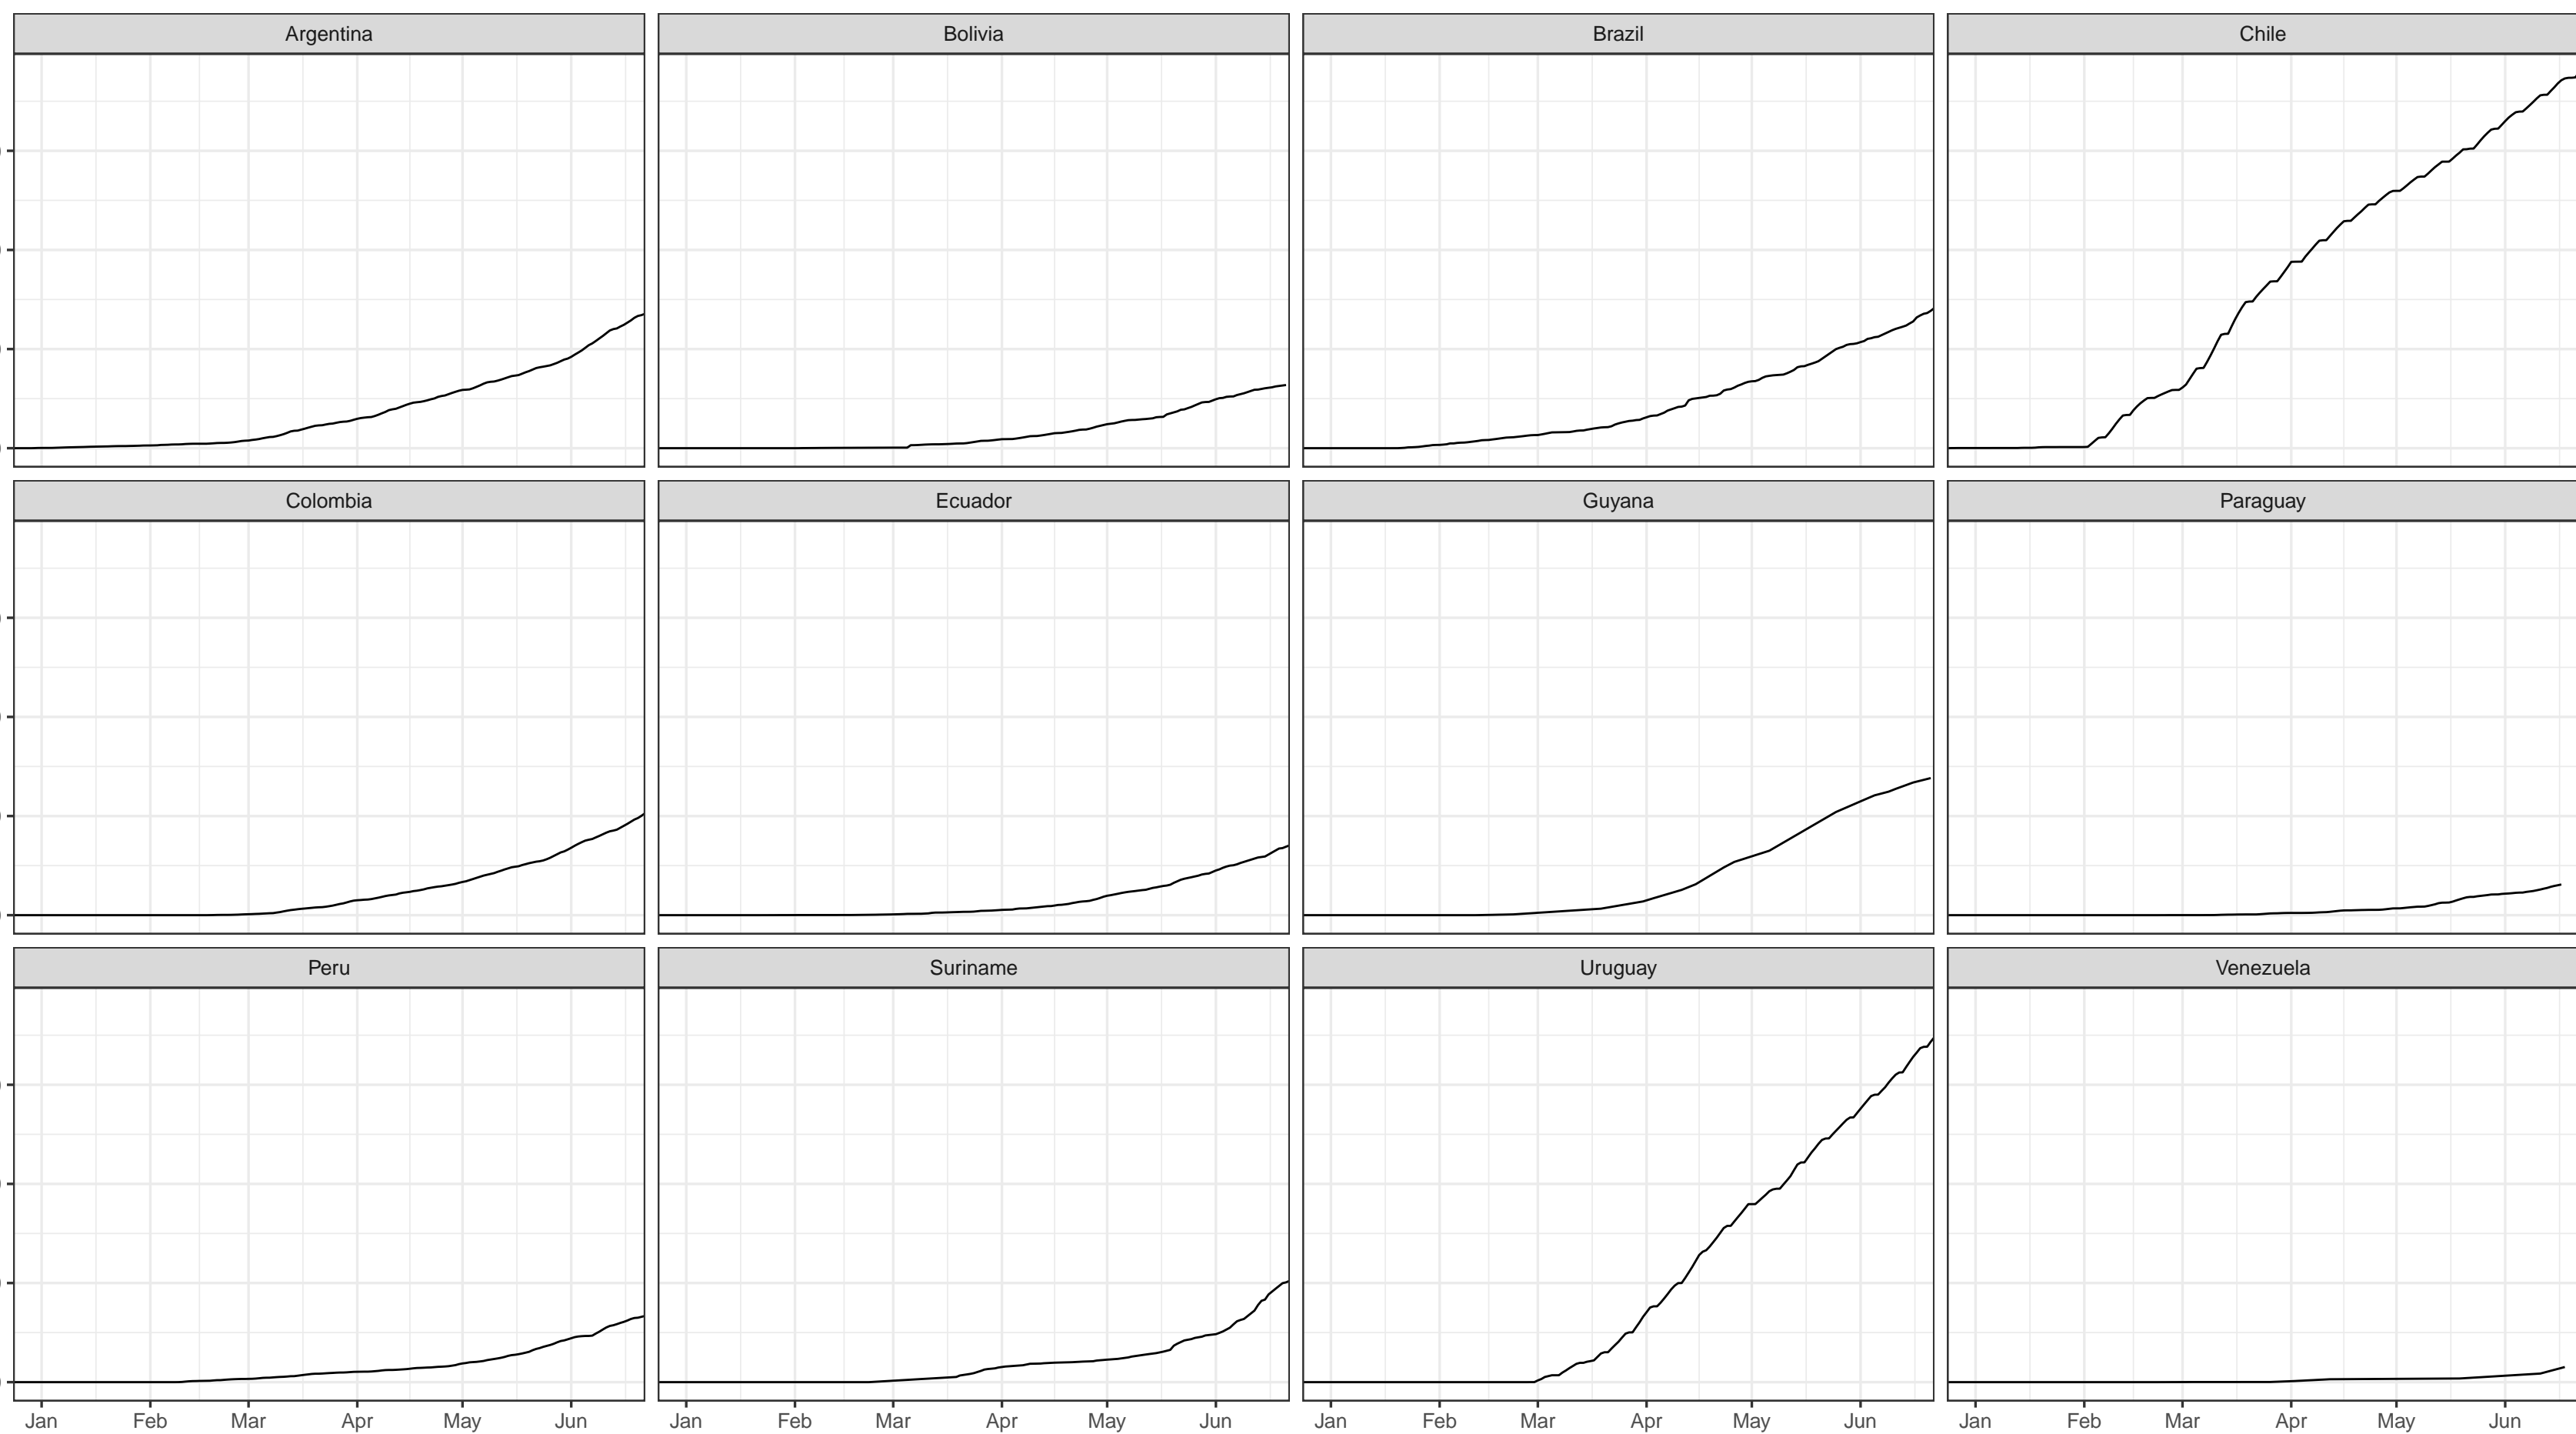 Argentina Bolivia Brazil Chile
Colombia Ecuador Guyana Paraguay
Peru Suriname Uruguay Venezuela
Jan Feb Mar Apr May Jun Jan Feb Mar Apr May Jun Jan Feb Mar Apr May Jun Jan Feb Mar Apr May Jun